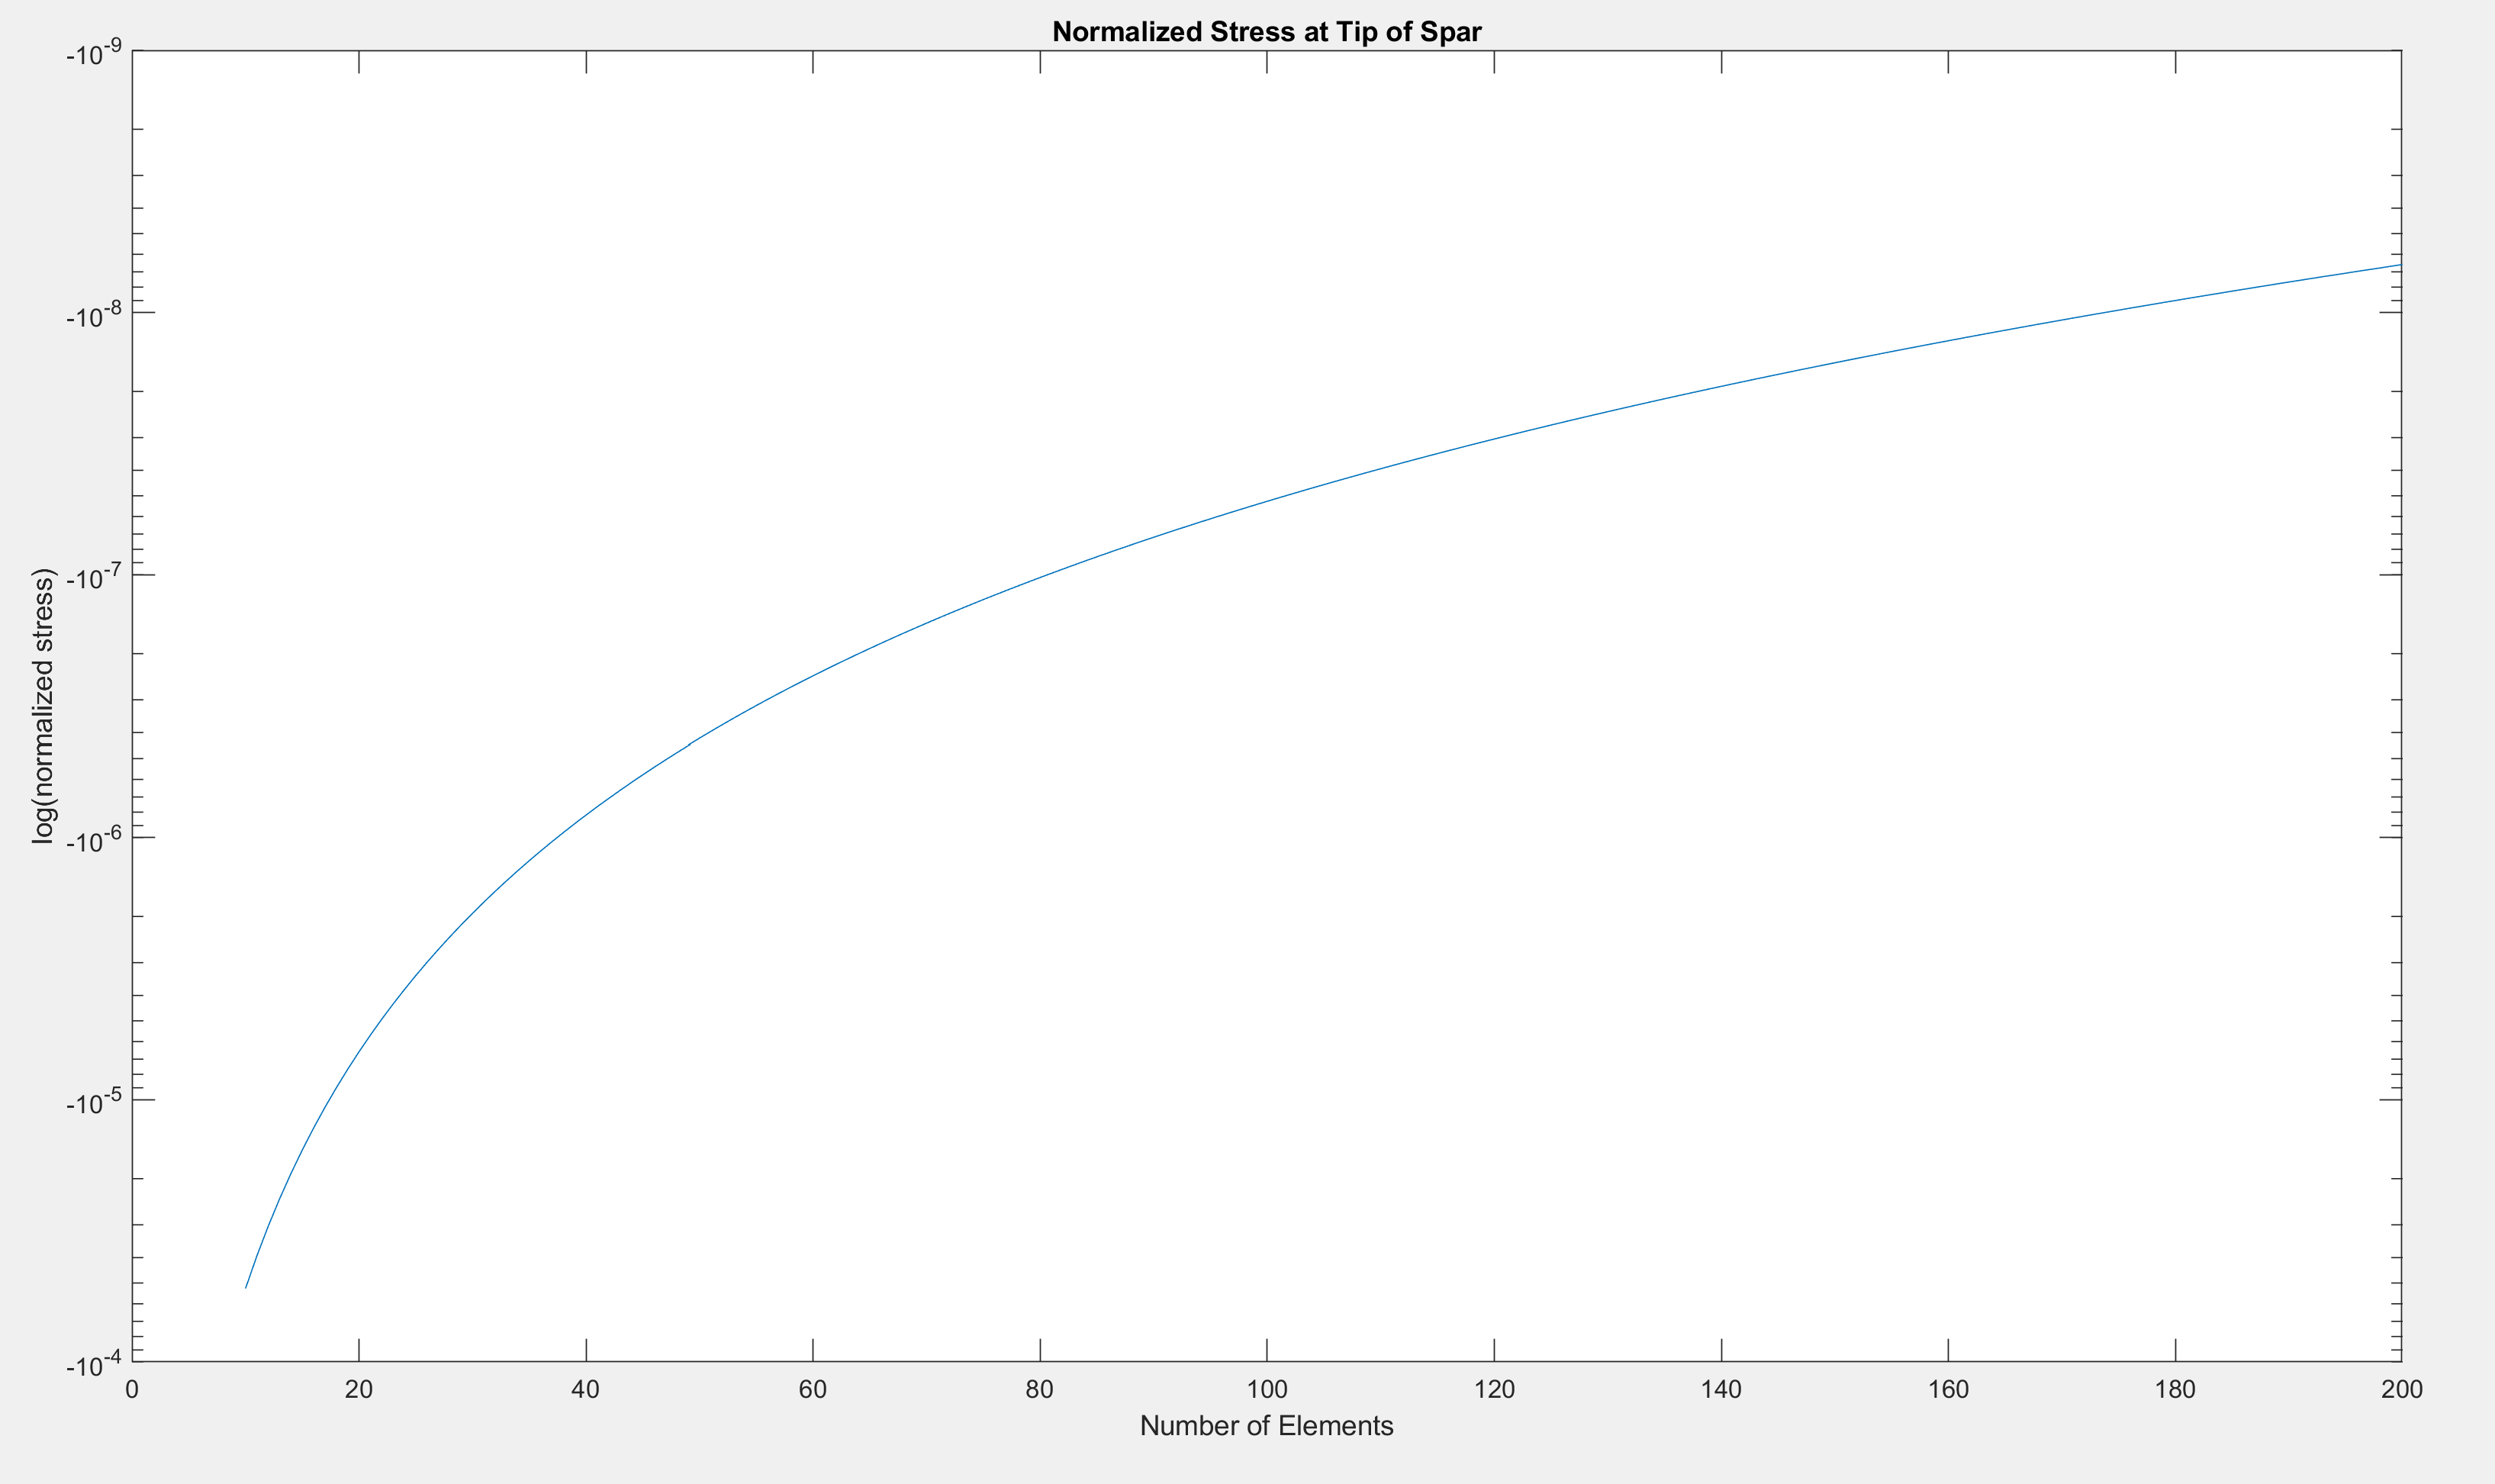 Normalized Stress at Tip of Spar
-10^-9
-10^-8
-10^-7
-10^-6
-10^-5
-10^-4
log(normalized stress)
0 20 40 60 80 100 120 140 160 180 200
Number of Elements